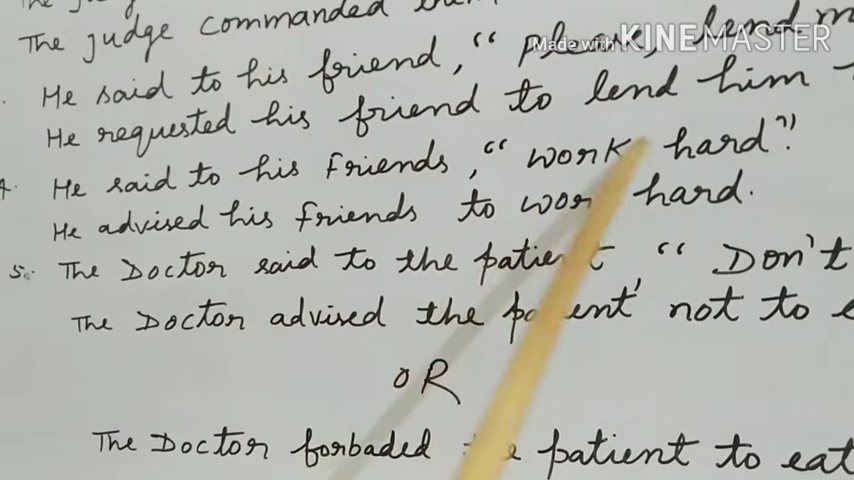 The judge
The judge commanded
Made with KINEMASTER
He said to his friend, “Please, lend
He requested his friend to lend him
4. He said to his friends, “work hard”.
He advised his friends to work hard.
5. The Doctor said to the patient, “Don't
The Doctor advised the patient not to
OR
The Doctor forbaded the patient to eat